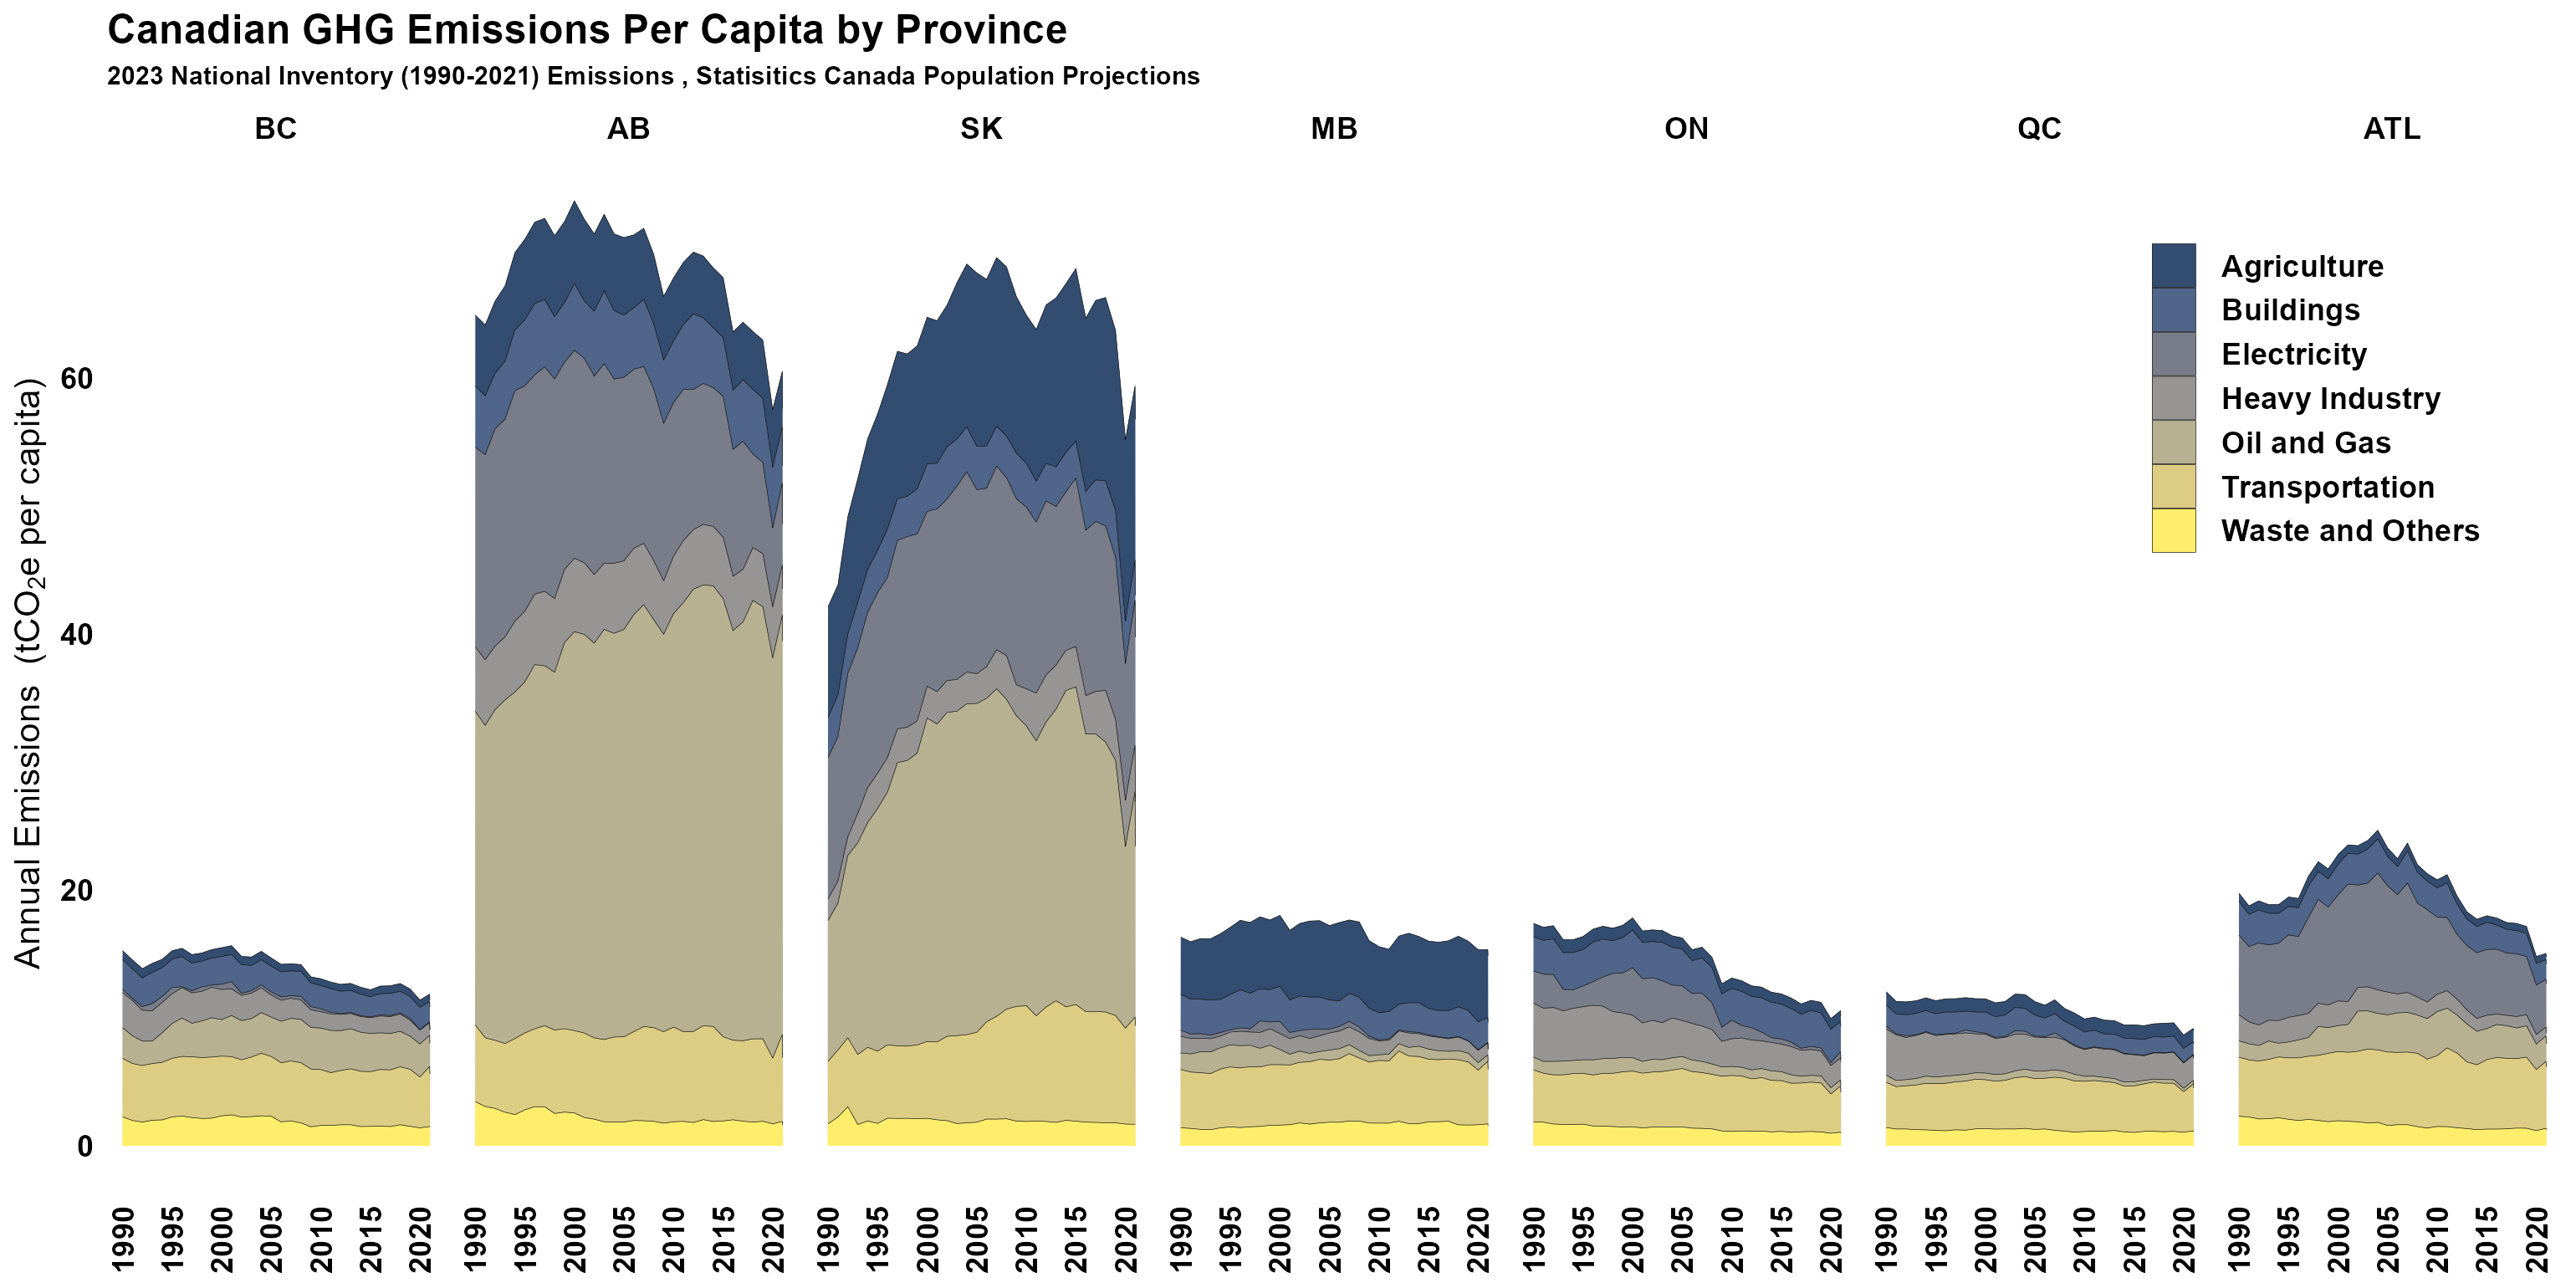 Canadian GHG Emissions Per Capita by Province
2023 National Inventory (1990-2021) Emissions , Statisitics Canada Population Projections
BC AB SK MB ON QC ATL
Annual Emissions (tCO₂e per capita)
60
40
20
0
Agriculture
Buildings
Electricity
Heavy Industry
Oil and Gas
Transportation
Waste and Others
1990 1995 2000 2005 2010 2015 2020 1990 1995 2000 2005 2010 2015 2020 1990 1995 2000 2005 2010 2015 2020 1990 1995 2000 2005 2010 2015 2020 1990 1995 2000 2005 2010 2015 2020 1990 1995 2000 2005 2010 2015 2020 1990 1995 2000 2005 2010 2015 2020